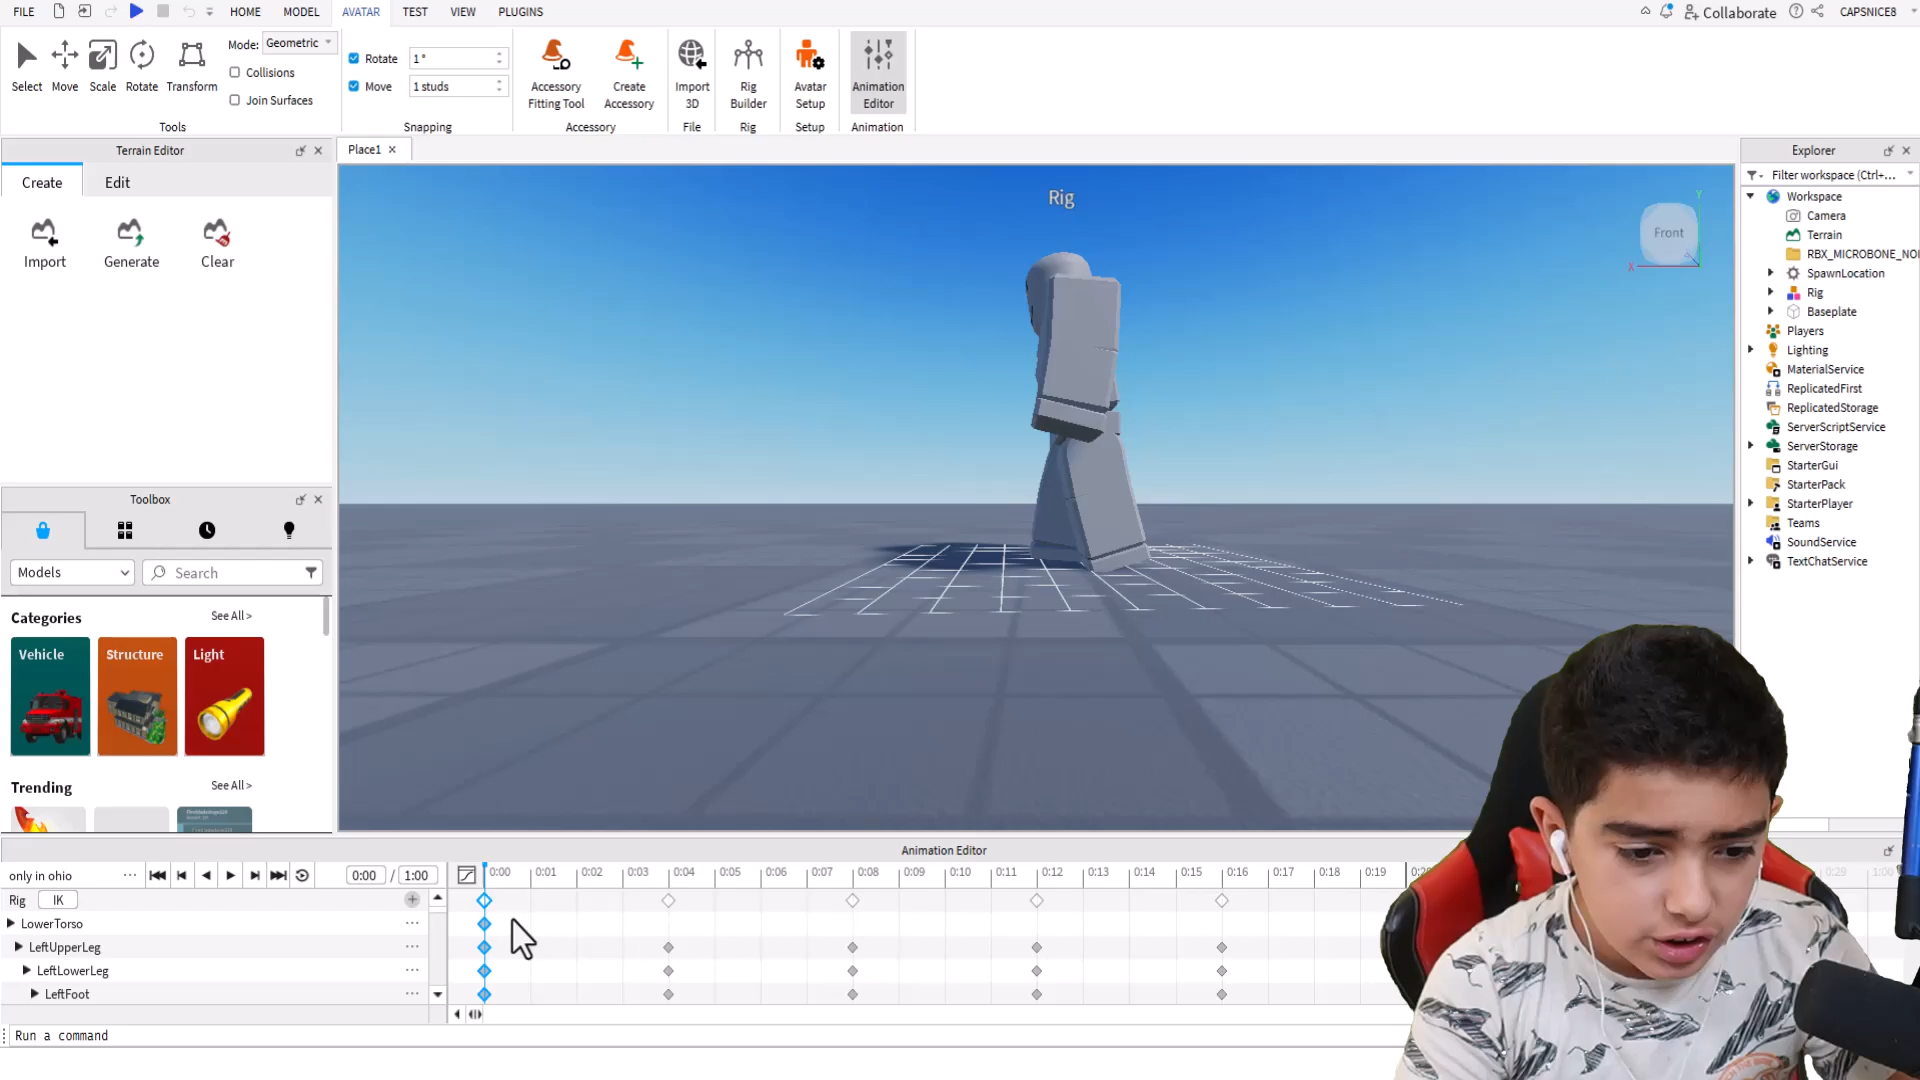 FILE HOME MODEL AVATAR TEST VIEW PLUGINS Collaborate CAPSNICE8
Select Move Scale Rotate Transform
Mode: Geometric
Collisions
Join Surfaces
Tools
Rotate 1 °
Move 1 studs
Snapping
Accessory Fitting Tool
Create Accessory
Accessory
Import 3D
File
Rig Builder
Rig
Avatar Setup
Setup
Animation Editor
Animation
Terrain Editor
Create Edit
Import Generate Clear
Toolbox
Models Search
Categories See All >
Vehicle Structure Light
Trending See All >
Place1
Rig
Front
Y
X
Explorer
Filter workspace (Ctrl+...
Workspace
Camera
Terrain
RBX_MICROBONE_NO
SpawnLocation
Rig
Baseplate
Players
Lighting
MaterialService
ReplicatedFirst
ReplicatedStorage
ServerScriptService
ServerStorage
StarterGui
StarterPack
StarterPlayer
Teams
SoundService
TextChatService
Animation Editor
only in ohio ... 0:00 / 1:00
0:00 0:01 0:02 0:03 0:04 0:05 0:06 0:07 0:08 0:09 0:10 0:11 0:12 0:13 0:14 0:15 0:16 0:17 0:18 0:19 0:29 1:00
Rig IK
LowerTorso
LeftUpperLeg
LeftLowerLeg
LeftFoot
Run a command